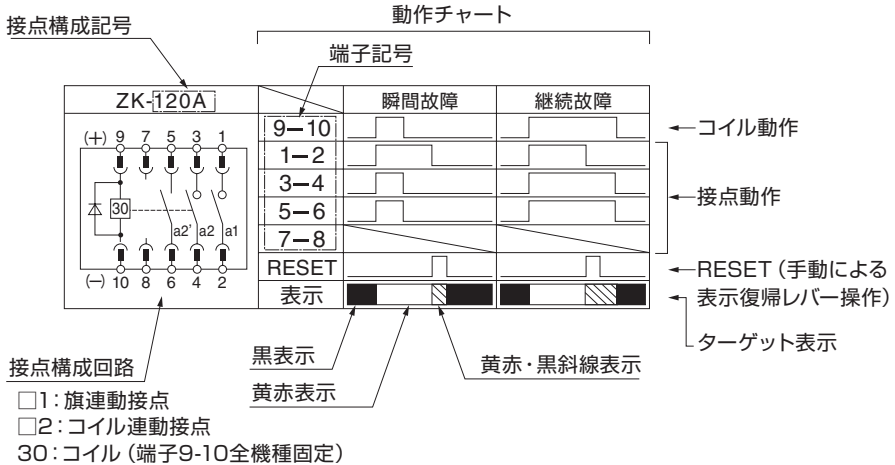 接点構成記号
動作チャート
端子記号
ZK-120A
瞬間故障
継続故障
9−10
1−2
3−4
5−6
7−8
RESET
表示
(+) 9 7 5 3 1
30
a2' a2 a1
(−) 10 8 6 4 2
コイル動作
接点動作
RESET（手動による
表示復帰レバー操作）
ターゲット表示
黒表示
黄赤表示
黄赤・黒斜線表示
接点構成回路
□1：旗連動接点
□2：コイル連動接点
30：コイル（端子9-10全機種固定）